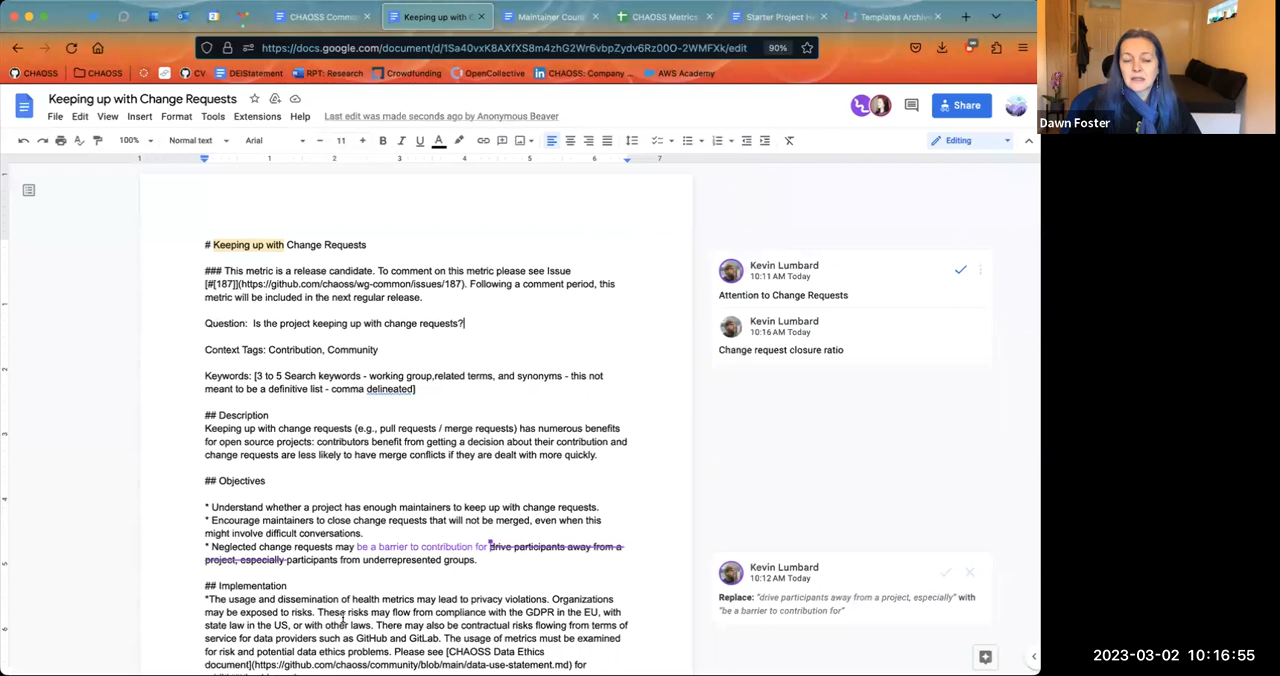 CHAOSS Commu
Keeping up with C
Maintainer Coun
CHAOSS Metrics
Starter Project He
Templates Archiv
https://docs.google.com/document/d/1Sa40vxK8AXfXS8m4zhG2Wr6vbpZydv6Rz00O-2WMFXk/edit
90%
CHAOSS
CHAOSS
CV
DEIStatement
RPT: Research
Crowdfunding
OpenCollective
CHAOSS: Company ...
AWS Academy
Keeping up with Change Requests
File Edit View Insert Format Tools Extensions Help
Last edit was made seconds ago by Anonymous Beaver
Share
100%
Normal text
Arial
11
Editing
1 1 2 3 4 5 6 7
# Keeping up with Change Requests
### This metric is a release candidate. To comment on this metric please see Issue
[#[187]](https://github.com/chaoss/wg-common/issues/187). Following a comment period, this
metric will be included in the next regular release.
Question:  Is the project keeping up with change requests?
Context Tags: Contribution, Community
Keywords: [3 to 5 Search keywords - working group,related terms, and synonyms - this not
meant to be a definitive list - comma delineated]
## Description
Keeping up with change requests (e.g., pull requests / merge requests) has numerous benefits
for open source projects: contributors benefit from getting a decision about their contribution and
change requests are less likely to have merge conflicts if they are dealt with more quickly.
## Objectives
* Understand whether a project has enough maintainers to keep up with change requests.
* Encourage maintainers to close change requests that will not be merged, even when this
might involve difficult conversations.
* Neglected change requests may be a barrier to contribution for drive participants away from a
project, especially participants from underrepresented groups.
## Implementation
*The usage and dissemination of health metrics may lead to privacy violations. Organizations
may be exposed to risks. These risks may flow from compliance with the GDPR in the EU, with
state law in the US, or with other laws. There may also be contractual risks flowing from terms of
service for data providers such as GitHub and GitLab. The usage of metrics must be examined
for risk and potential data ethics problems. Please see [CHAOSS Data Ethics
document](https://github.com/chaoss/community/blob/main/data-use-statement.md) for
Kevin Lumbard
10:11 AM Today
Attention to Change Requests
Kevin Lumbard
10:16 AM Today
Change request closure ratio
Kevin Lumbard
10:12 AM Today
Replace: "drive participants away from a project, especially" with
"be a barrier to contribution for"
Dawn Foster
2023-03-02 10:16:55